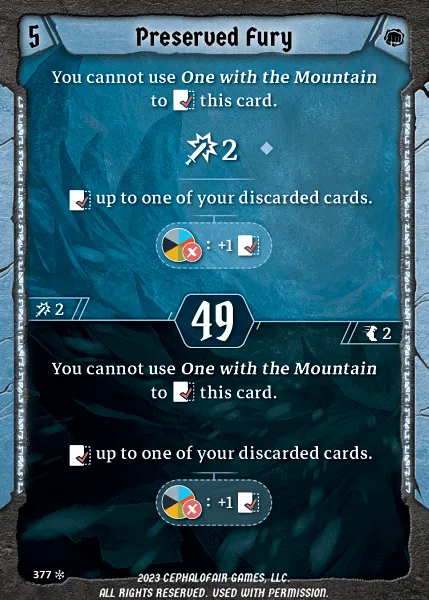 5
Preserved Fury
You cannot use One with the Mountain
to this card.
2
up to one of your discarded cards.
: +1
2
49
2
You cannot use One with the Mountain
to this card.
up to one of your discarded cards.
: +1
377
2023 CEPHALOFAIR GAMES, LLC.
ALL RIGHTS RESERVED. USED WITH PERMISSION.